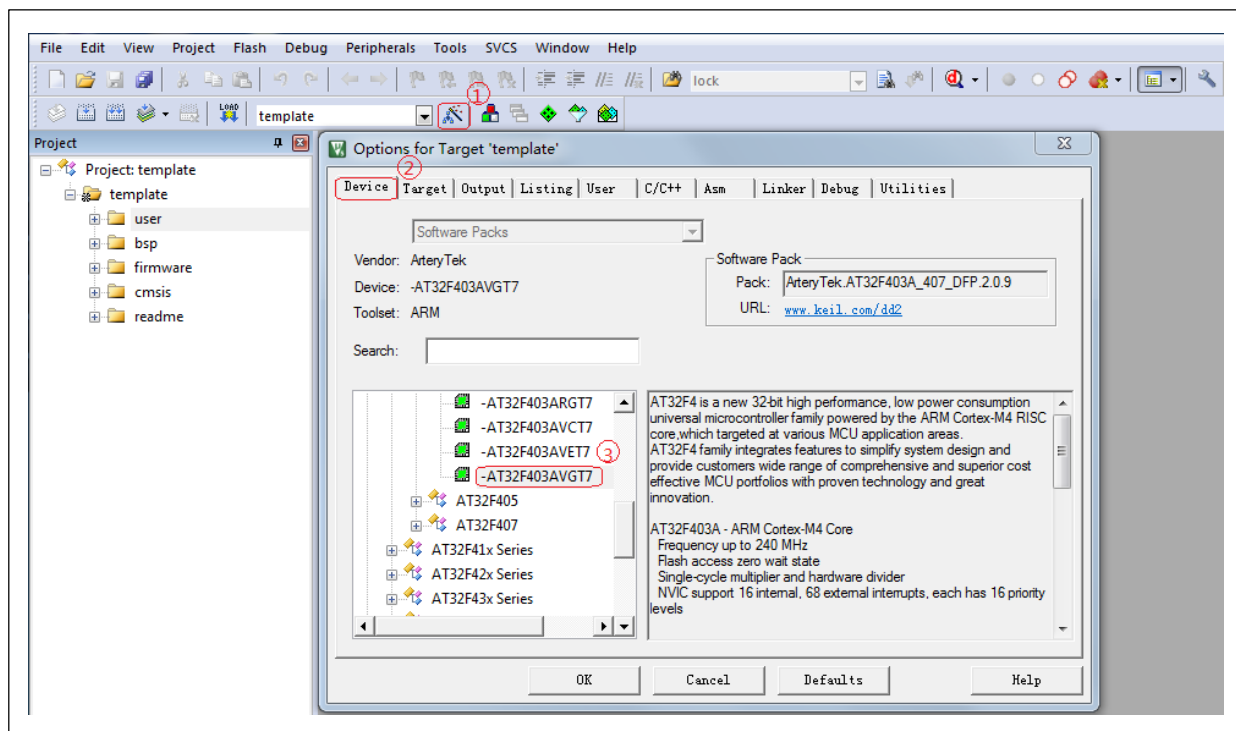 File Edit View Project Flash Debug Peripherals Tools SVCS Window Help
lock
①
LOAD
template
Project
Project: template
template
user
bsp
firmware
cmsis
readme
Options for Target 'template'
②
Device Target Output Listing User C/C++ Asm Linker Debug Utilities
Software Packs
Vendor: ArteryTek
Device: -AT32F403AVGT7
Toolset: ARM
Software Pack
Pack: ArteryTek.AT32F403A_407_DFP.2.0.9
URL: www.keil.com/dd2
Search:
-AT32F403ARGT7
-AT32F403AVCT7
-AT32F403AVET7
③
-AT32F403AVGT7
AT32F405
AT32F407
AT32F41x Series
AT32F42x Series
AT32F43x Series
AT32F4 is a new 32-bit high performance, low power consumption
universal microcontroller family powered by the ARM Cortex-M4 RISC
core,which targeted at various MCU application areas.
AT32F4 family integrates features to simplify system design and
provide customers wide range of comprehensive and superior cost
effective MCU portfolios with proven technology and great
innovation.
AT32F403A - ARM Cortex-M4 Core
Frequency up to 240 MHz
Flash access zero wait state
Single-cycle multiplier and hardware divider
NVIC support 16 internal, 68 external interrupts, each has 16 priority
levels
OK Cancel Defaults Help